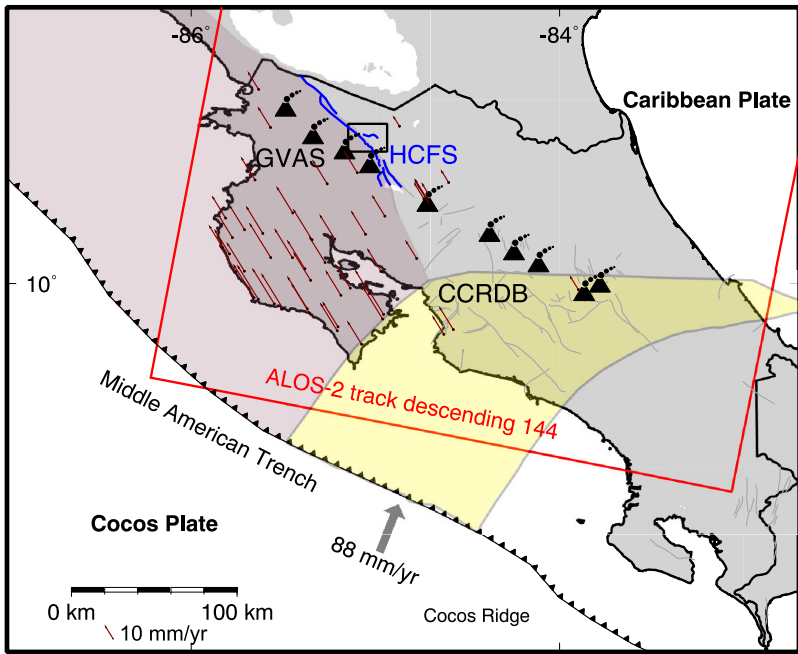 -86°
-84°
Caribbean Plate
GVAS
HCFS
10°
CCRDB
ALOS-2 track descending 144
Middle American Trench
Cocos Plate
88 mm/yr
0 km
100 km
10 mm/yr
Cocos Ridge